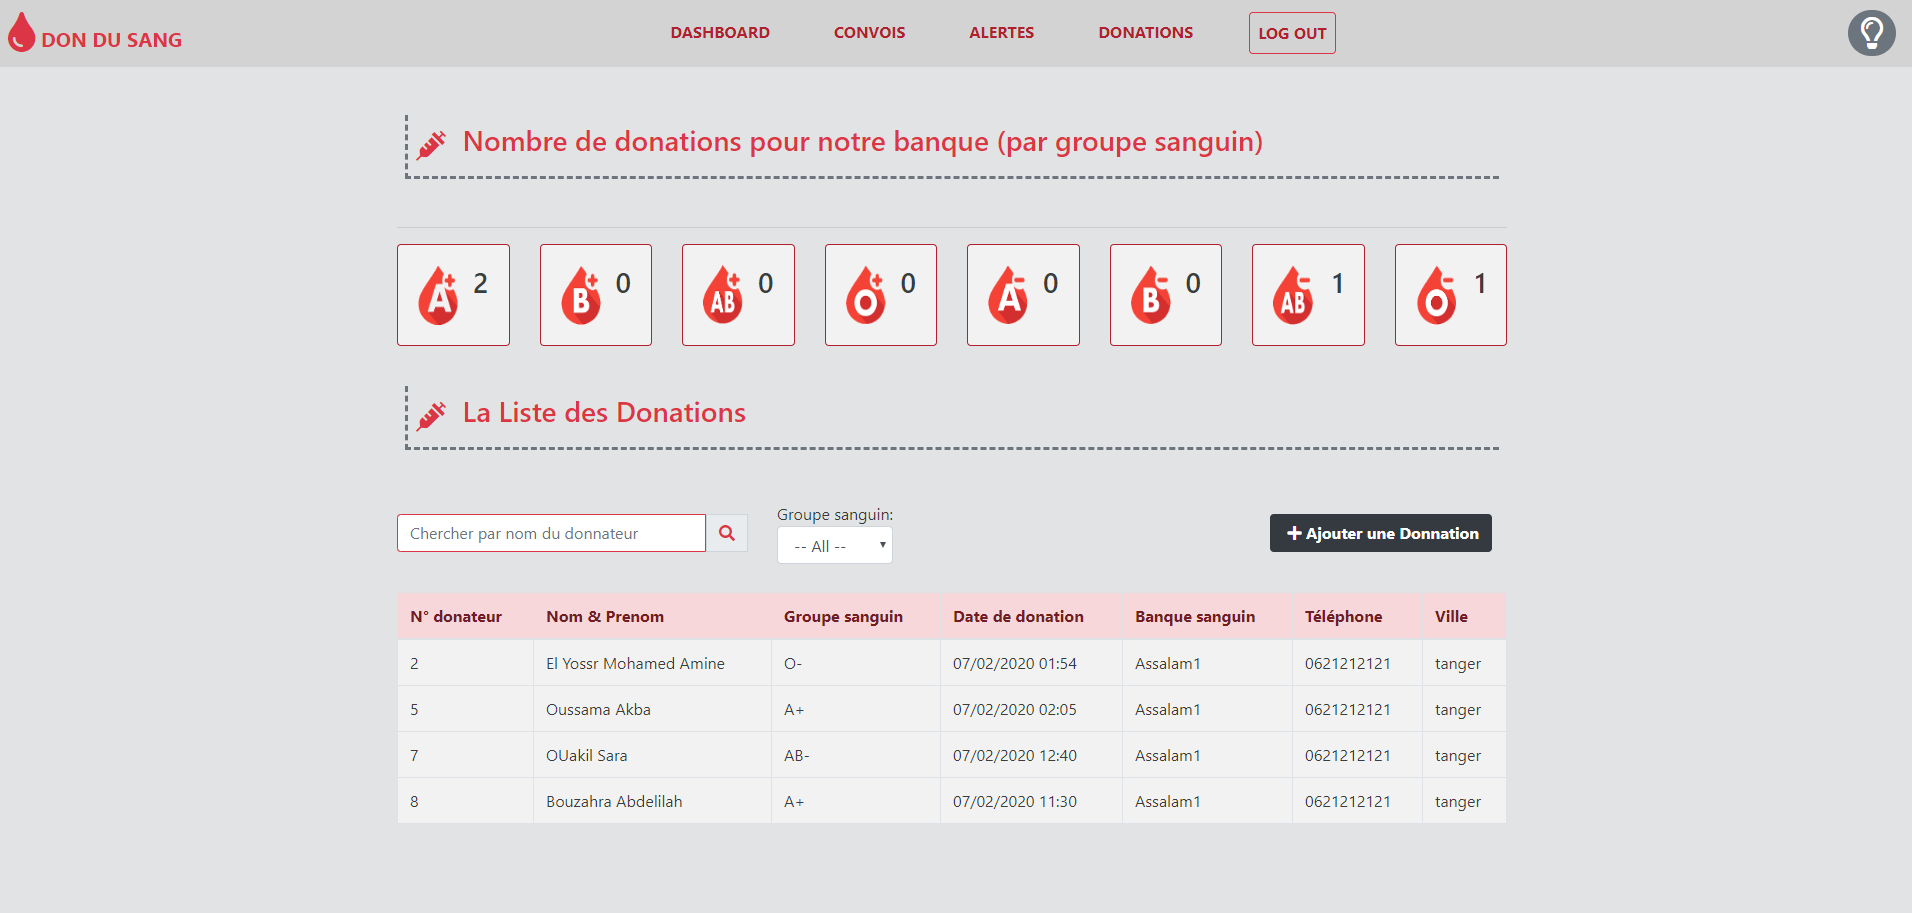 DON DU SANG DASHBOARD CONVOIS ALERTES DONATIONS LOG OUT
Nombre de donations pour notre banque (par groupe sanguin)
A+ 2 B+ 0 AB+ 0 O+ 0 A- 0 B- 0 AB- 1 O- 1
La Liste des Donations
Groupe sanguin:
Chercher par nom du donnateur -- All -- Ajouter une Donnation
N° donateur Nom & Prenom Groupe sanguin Date de donation Banque sanguin Téléphone Ville
2 El Yossr Mohamed Amine O- 07/02/2020 01:54 Assalam1 0621212121 tanger
5 Oussama Akba A+ 07/02/2020 02:05 Assalam1 0621212121 tanger
7 OUakil Sara AB- 07/02/2020 12:40 Assalam1 0621212121 tanger
8 Bouzahra Abdelilah A+ 07/02/2020 11:30 Assalam1 0621212121 tanger